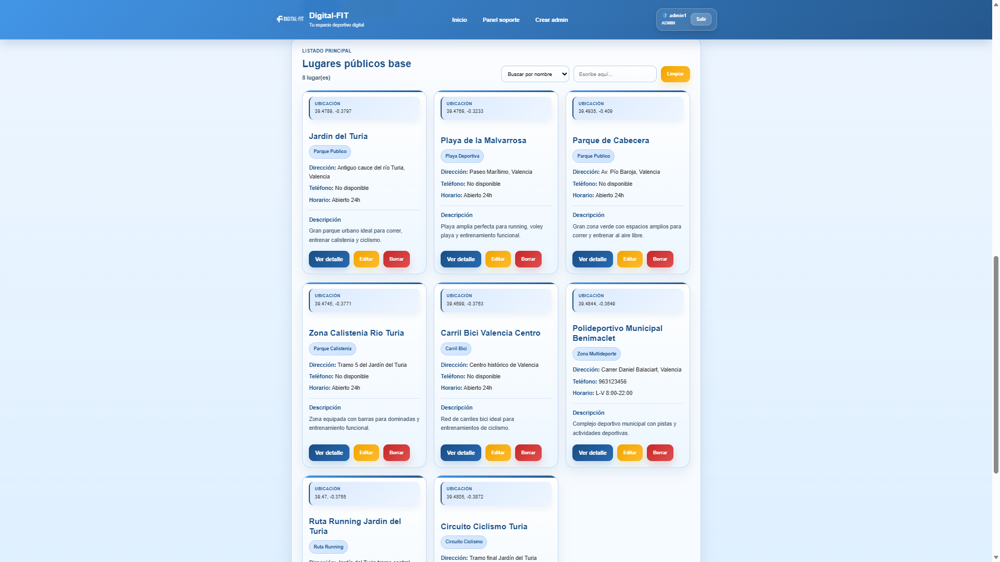 DIGITAL-FIT
Digital-FIT
Tu espacio deportivo digital
Inicio
Panel soporte
Crear admin
admin1
ADMIN
Salir
LISTADO PRINCIPAL
Lugares públicos base
8 lugar(es)
Buscar por nombre
Escribe aquí...
Limpiar
UBICACIÓN
39.4789, -0.3797
Jardín del Turia
Parque Publico
Dirección: Antiguo cauce del río Turia,
Valencia
Teléfono: No disponible
Horario: Abierto 24h
Descripción
Gran parque urbano ideal para correr,
entrenar calistenia y ciclismo.
Ver detalle
Editar
Borrar
UBICACIÓN
39.4769, -0.3233
Playa de la Malvarrosa
Playa Deportiva
Dirección: Paseo Marítimo, Valencia
Teléfono: No disponible
Horario: Abierto 24h
Descripción
Playa amplia perfecta para running, voley
playa y entrenamiento funcional.
Ver detalle
Editar
Borrar
UBICACIÓN
39.4935, -0.409
Parque de Cabecera
Parque Publico
Dirección: Av. Pío Baroja, Valencia
Teléfono: No disponible
Horario: Abierto 24h
Descripción
Gran zona verde con espacios amplios para
correr y entrenar al aire libre.
Ver detalle
Editar
Borrar
UBICACIÓN
39.4745, -0.3771
Zona Calistenia Río Turia
Parque Calistenia
Dirección: Tramo 5 del Jardín del Turia
Teléfono: No disponible
Horario: Abierto 24h
Descripción
Zona equipada con barras para dominadas y
entrenamiento funcional.
Ver detalle
Editar
Borrar
UBICACIÓN
39.4699, -0.3763
Carril Bici Valencia Centro
Carril Bici
Dirección: Centro histórico de Valencia
Teléfono: No disponible
Horario: Abierto 24h
Descripción
Red de carriles bici ideal para
entrenamientos de ciclismo.
Ver detalle
Editar
Borrar
UBICACIÓN
39.4844, -0.3649
Polideportivo Municipal
Benimaclet
Zona Multideporte
Dirección: Carrer Daniel Balaciart, Valencia
Teléfono: 963123456
Horario: L-V 8:00-22:00
Descripción
Complejo deportivo municipal con pistas y
actividades deportivas.
Ver detalle
Editar
Borrar
UBICACIÓN
39.47, -0.3765
Ruta Running Jardín del
Turia
Ruta Running
Dirección: Jardín del Turia tramo central
UBICACIÓN
39.4805, -0.3872
Circuito Ciclismo Turia
Circuito Ciclismo
Dirección: Tramo final Jardín del Turia